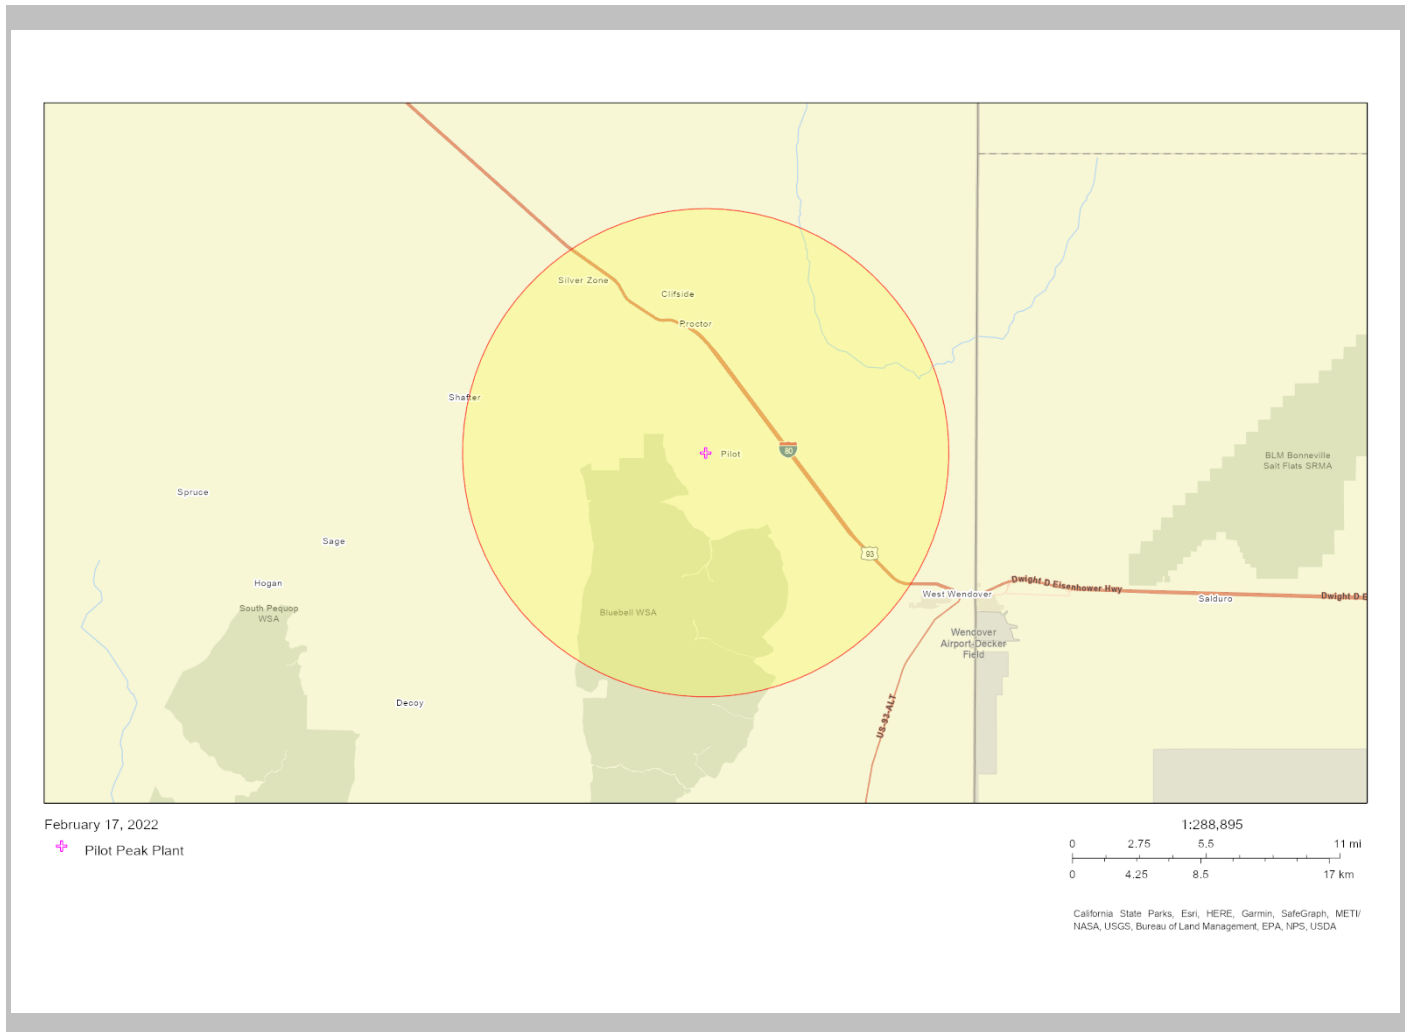 Silver Zone
Clifside
Proctor
Shafter
Pilot
80
BLM Bonneville
Salt Flats SRMA
Spruce
Sage
93
Hogan
Dwight D Eisenhower Hwy
West Wendover
Salduro
Dwight D E
South Pequop
WSA
Bluebell WSA
Wendover
Airport-Decker
Field
Decoy
US-93-ALT
February 17, 2022
Pilot Peak Plant
1:288,895
0 2.75 5.5 11 mi
0 4.25 8.5 17 km
California State Parks, Esri, HERE, Garmin, SafeGraph, METI/
NASA, USGS, Bureau of Land Management, EPA, NPS, USDA